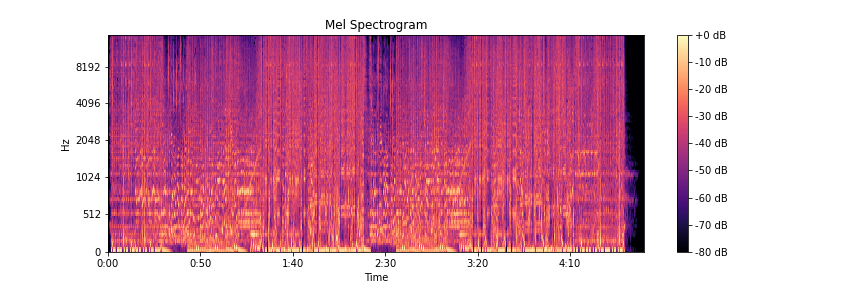 Mel Spectrogram
Hz
8192
4096
2048
1024
512
0
0:00
0:50
1:40
2:30
3:20
4:10
Time
+0 dB
-10 dB
-20 dB
-30 dB
-40 dB
-50 dB
-60 dB
-70 dB
-80 dB